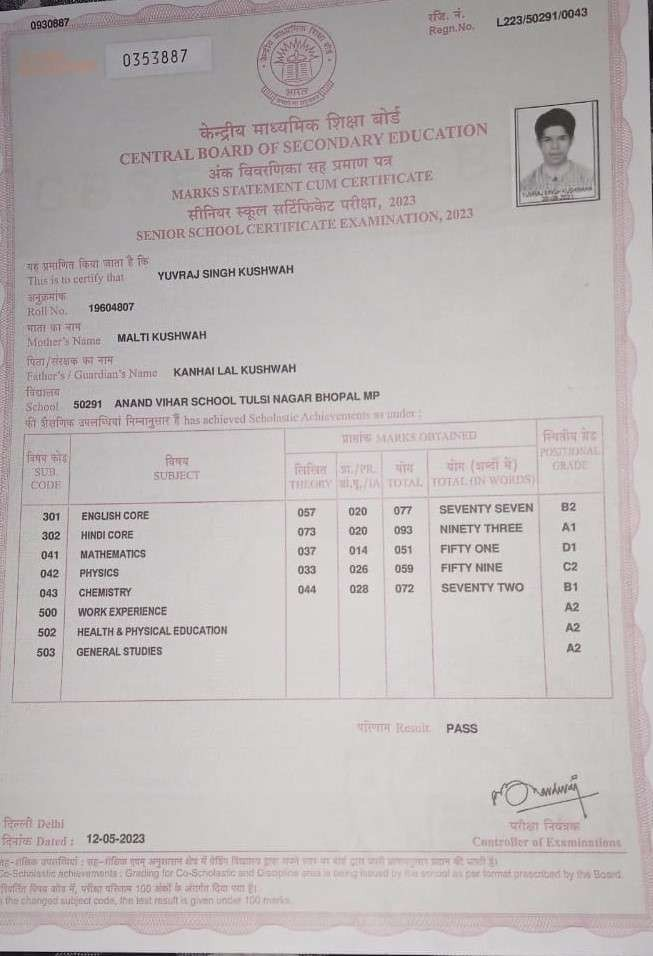 0930887
रजि. नं.
Regn.No. L223/50291/0043
0353887
केन्द्रीय माध्यमिक शिक्षा बोर्ड
भारत
केन्द्रीय माध्यमिक शिक्षा बोर्ड
CENTRAL BOARD OF SECONDARY EDUCATION
अंक विवरणिका सह प्रमाण पत्र
MARKS STATEMENT CUM CERTIFICATE
सीनियर स्कूल सर्टिफिकेट परीक्षा, 2023
SENIOR SCHOOL CERTIFICATE EXAMINATION, 2023
YUVRAJ SINGH KUSHWAHA
यह प्रमाणित किया जाता है कि
This is to certify that YUVRAJ SINGH KUSHWAH
अनुक्रमांक
Roll No. 19604807
माता का नाम
Mother's Name MALTI KUSHWAH
पिता/संरक्षक का नाम
Father's / Guardian's Name KANHAI LAL KUSHWAH
विद्यालय
School 50291 ANAND VIHAR SCHOOL TULSI NAGAR BHOPAL MP
की शैक्षणिक उपलब्धियां निम्नानुसार हैं has achieved Scholastic Achievements as under :
प्राप्तांक MARKS OBTAINED
विषय कोड SUB. CODE
विषय SUBJECT
लिखित THEORY
प्रा./PR. आं.मू./IA
योग TOTAL
योग (शब्दों में) TOTAL (IN WORDS)
स्थितीय ग्रेड POSITIONAL GRADE
301 ENGLISH CORE 057 020 077 SEVENTY SEVEN B2
302 HINDI CORE 073 020 093 NINETY THREE A1
041 MATHEMATICS 037 014 051 FIFTY ONE D1
042 PHYSICS 033 026 059 FIFTY NINE C2
043 CHEMISTRY 044 028 072 SEVENTY TWO B1
500 WORK EXPERIENCE A2
502 HEALTH & PHYSICAL EDUCATION A2
503 GENERAL STUDIES A2
परिणाम Result PASS
दिल्ली Delhi
दिनांक Dated : 12-05-2023
परीक्षा नियंत्रक
Controller of Examinations
सह-शैक्षिक उपलब्धियां : सह-शैक्षिक एवम् अनुशासन क्षेत्र में ग्रेडिंग विद्यालय द्वारा अपने स्तर पर बोर्ड द्वारा जारी प्रदान की जाती है।
Co-Scholastic achievements : Grading for Co-Scholastic and Discipline area is being issued by the school as per format prescribed by the Board.
विषय कोड में, परीक्षा परिणाम 100 अंकों के अंतर्गत दिया गया है।
the changed subject code, the test result is given under 100 marks.